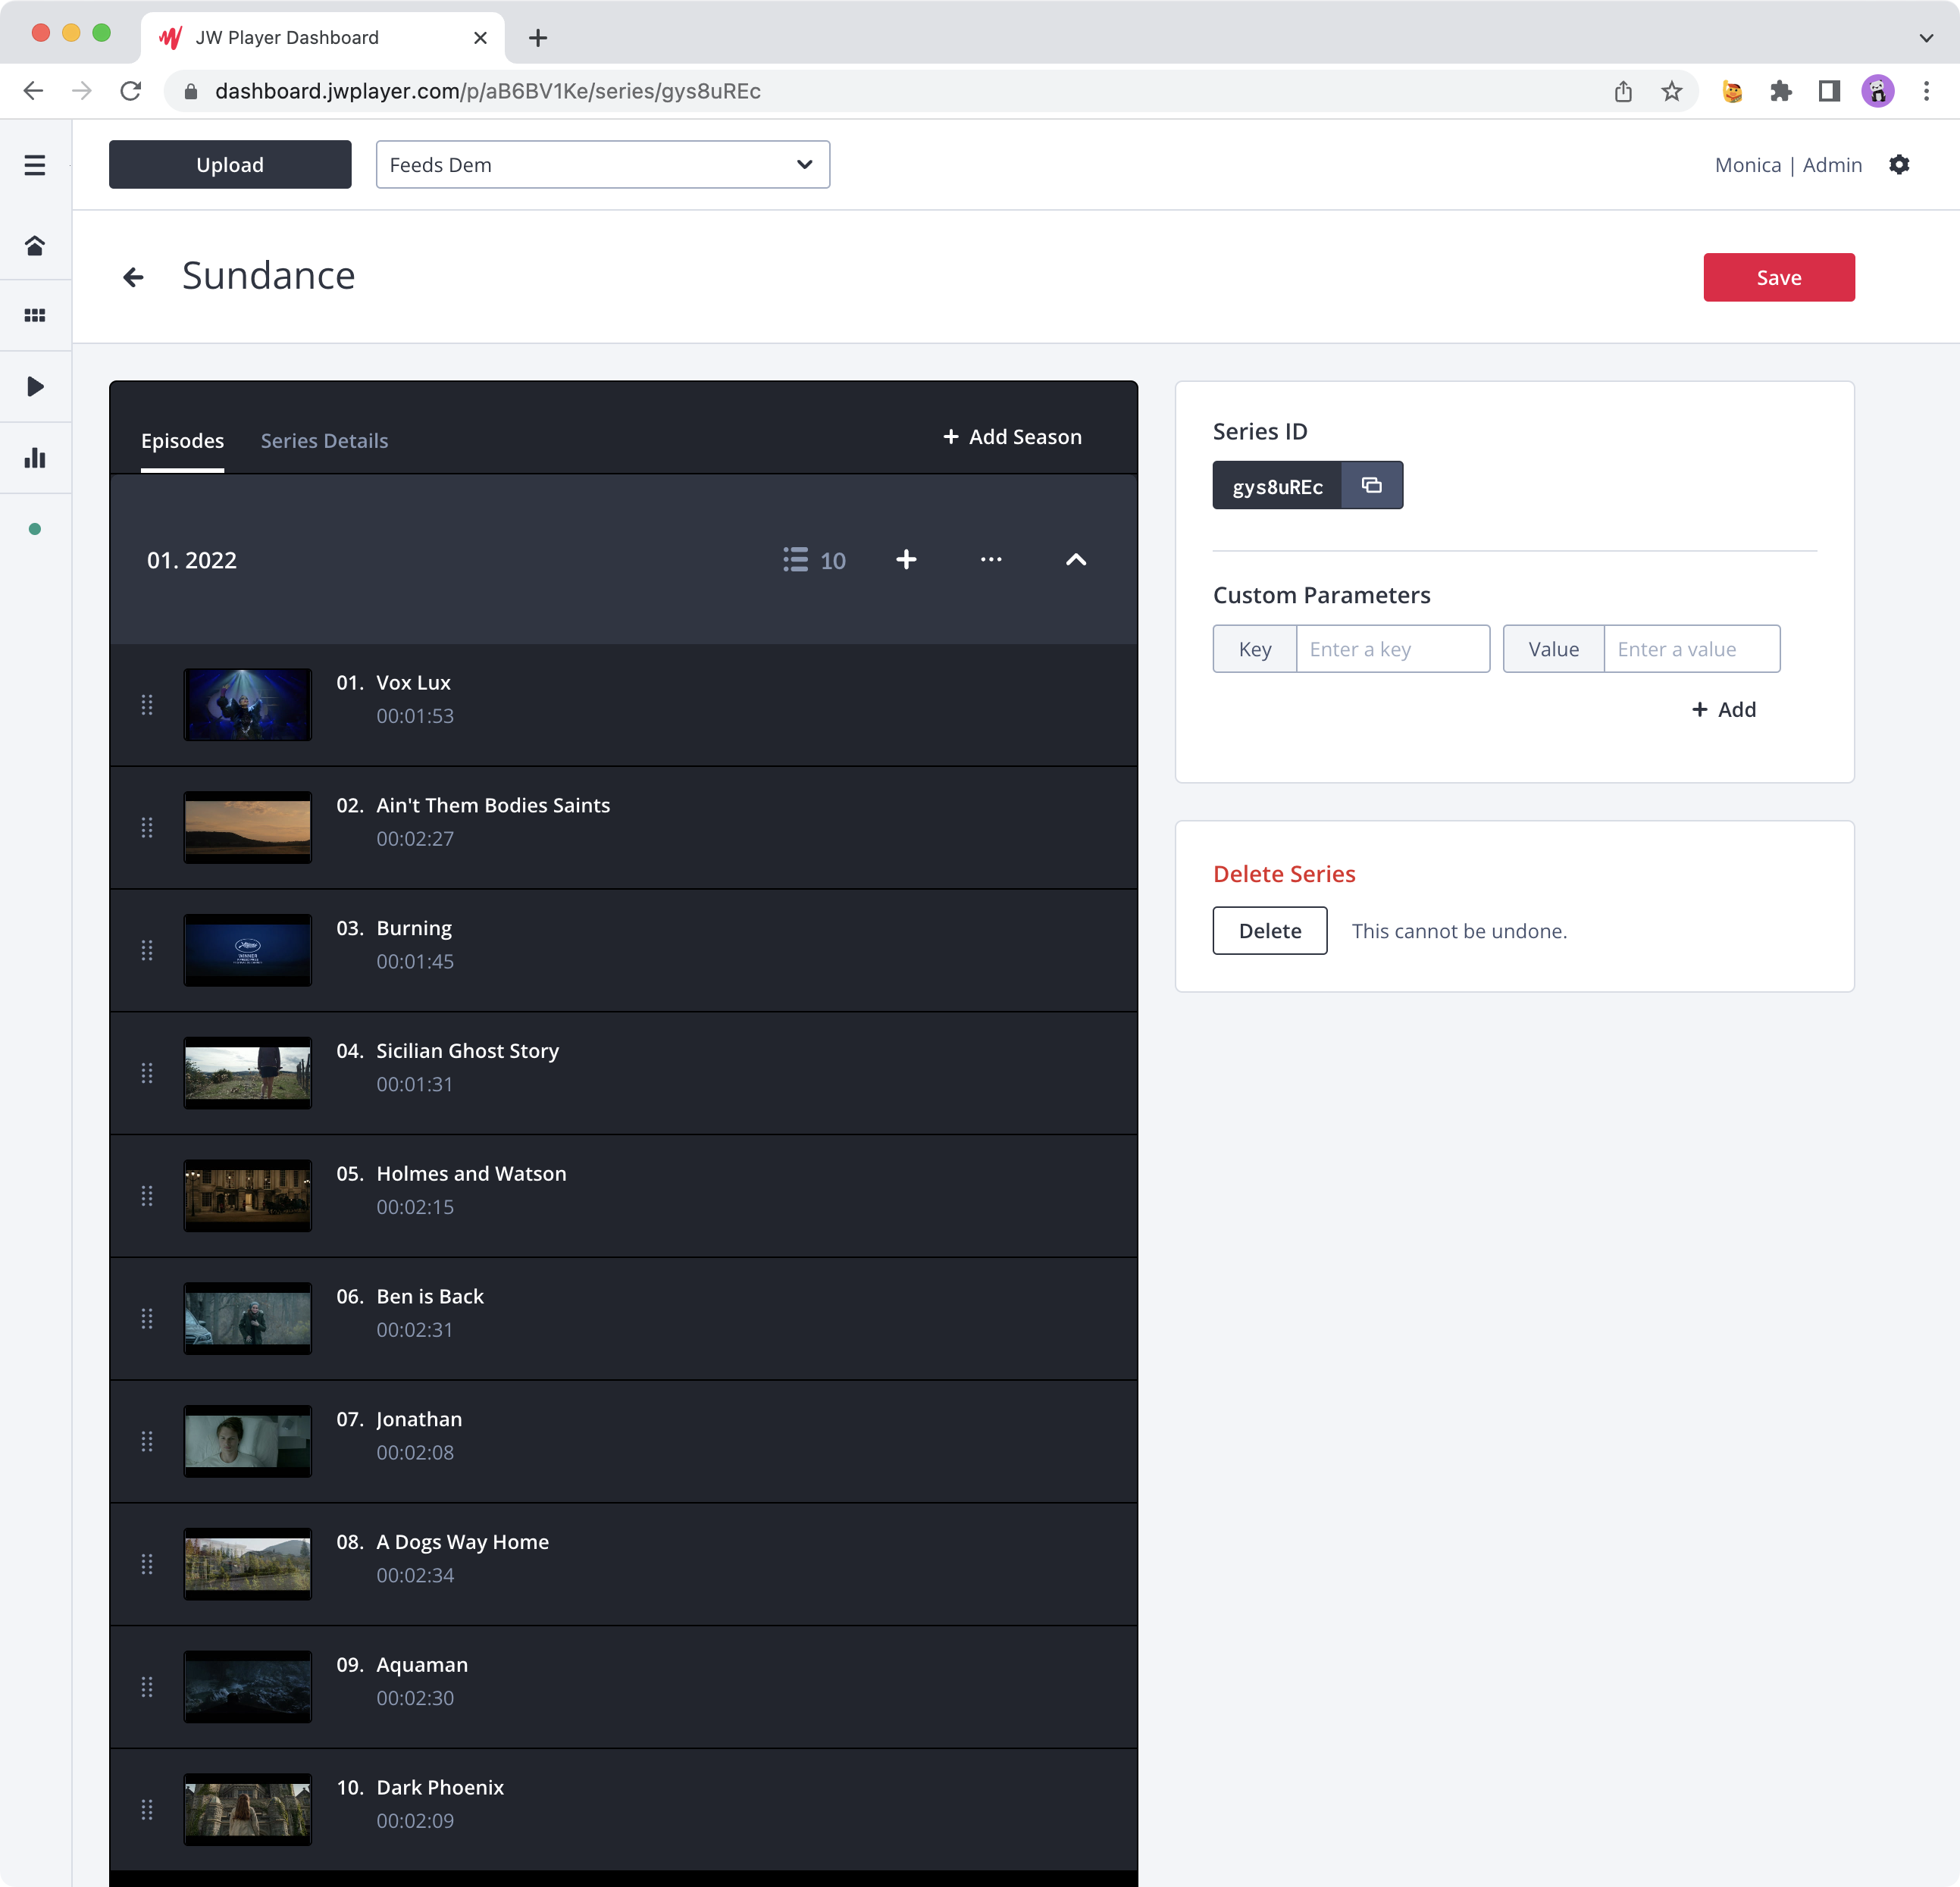 JW Player Dashboard
dashboard.jwplayer.com/p/aB6BV1Ke/series/gys8uREc
Upload
Feeds Dem
Monica | Admin
Sundance
Save
Episodes
Series Details
+ Add Season
01. 2022
10
01. Vox Lux
00:01:53
02. Ain't Them Bodies Saints
00:02:27
03. Burning
00:01:45
04. Sicilian Ghost Story
00:01:31
05. Holmes and Watson
00:02:15
06. Ben is Back
00:02:31
07. Jonathan
00:02:08
08. A Dogs Way Home
00:02:34
09. Aquaman
00:02:30
10. Dark Phoenix
00:02:09
Series ID
gys8uREc
Custom Parameters
Key Enter a key Value Enter a value
+ Add
Delete Series
Delete This cannot be undone.